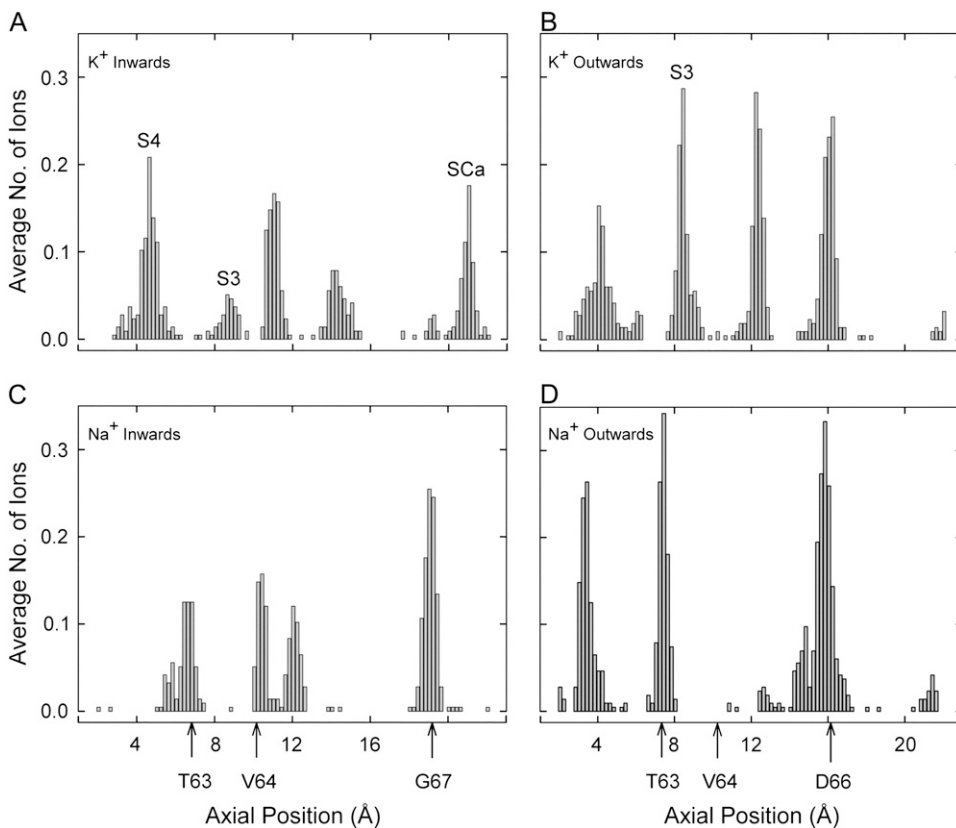 A
B
K+ Inwards
K+ Outwards
0.3
0.2
0.1
0.0
Average No. of Ions
S4
S3
SCa
S3
C
D
Na+ Inwards
Na+ Outwards
0.3
0.2
0.1
0.0
Average No. of Ions
4 8 12 16
4 8 12 20
T63 V64 G67
T63 V64 D66
Axial Position (Å)
Axial Position (Å)